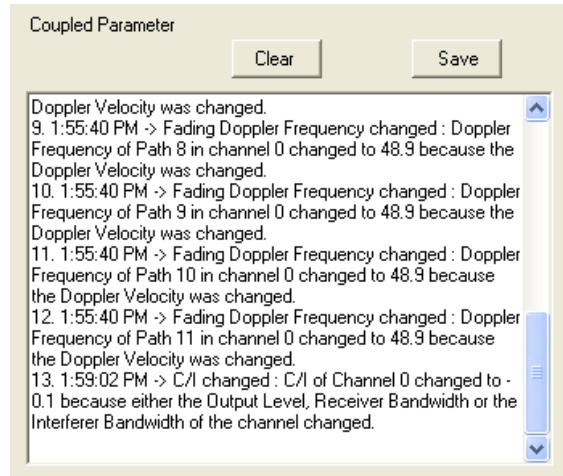 Coupled Parameter
Clear Save
Doppler Velocity was changed.
9. 1:55:40 PM -> Fading Doppler Frequency changed : Doppler
Frequency of Path 8 in channel 0 changed to 48.9 because the
Doppler Velocity was changed.
10. 1:55:40 PM -> Fading Doppler Frequency changed : Doppler
Frequency of Path 9 in channel 0 changed to 48.9 because the
Doppler Velocity was changed.
11. 1:55:40 PM -> Fading Doppler Frequency changed : Doppler
Frequency of Path 10 in channel 0 changed to 48.9 because
the Doppler Velocity was changed.
12. 1:55:40 PM -> Fading Doppler Frequency changed : Doppler
Frequency of Path 11 in channel 0 changed to 48.9 because
the Doppler Velocity was changed.
13. 1:59:02 PM -> C/I changed : C/I of Channel 0 changed to -
0.1 because either the Output Level, Receiver Bandwidth or the
Interferer Bandwidth of the channel changed.